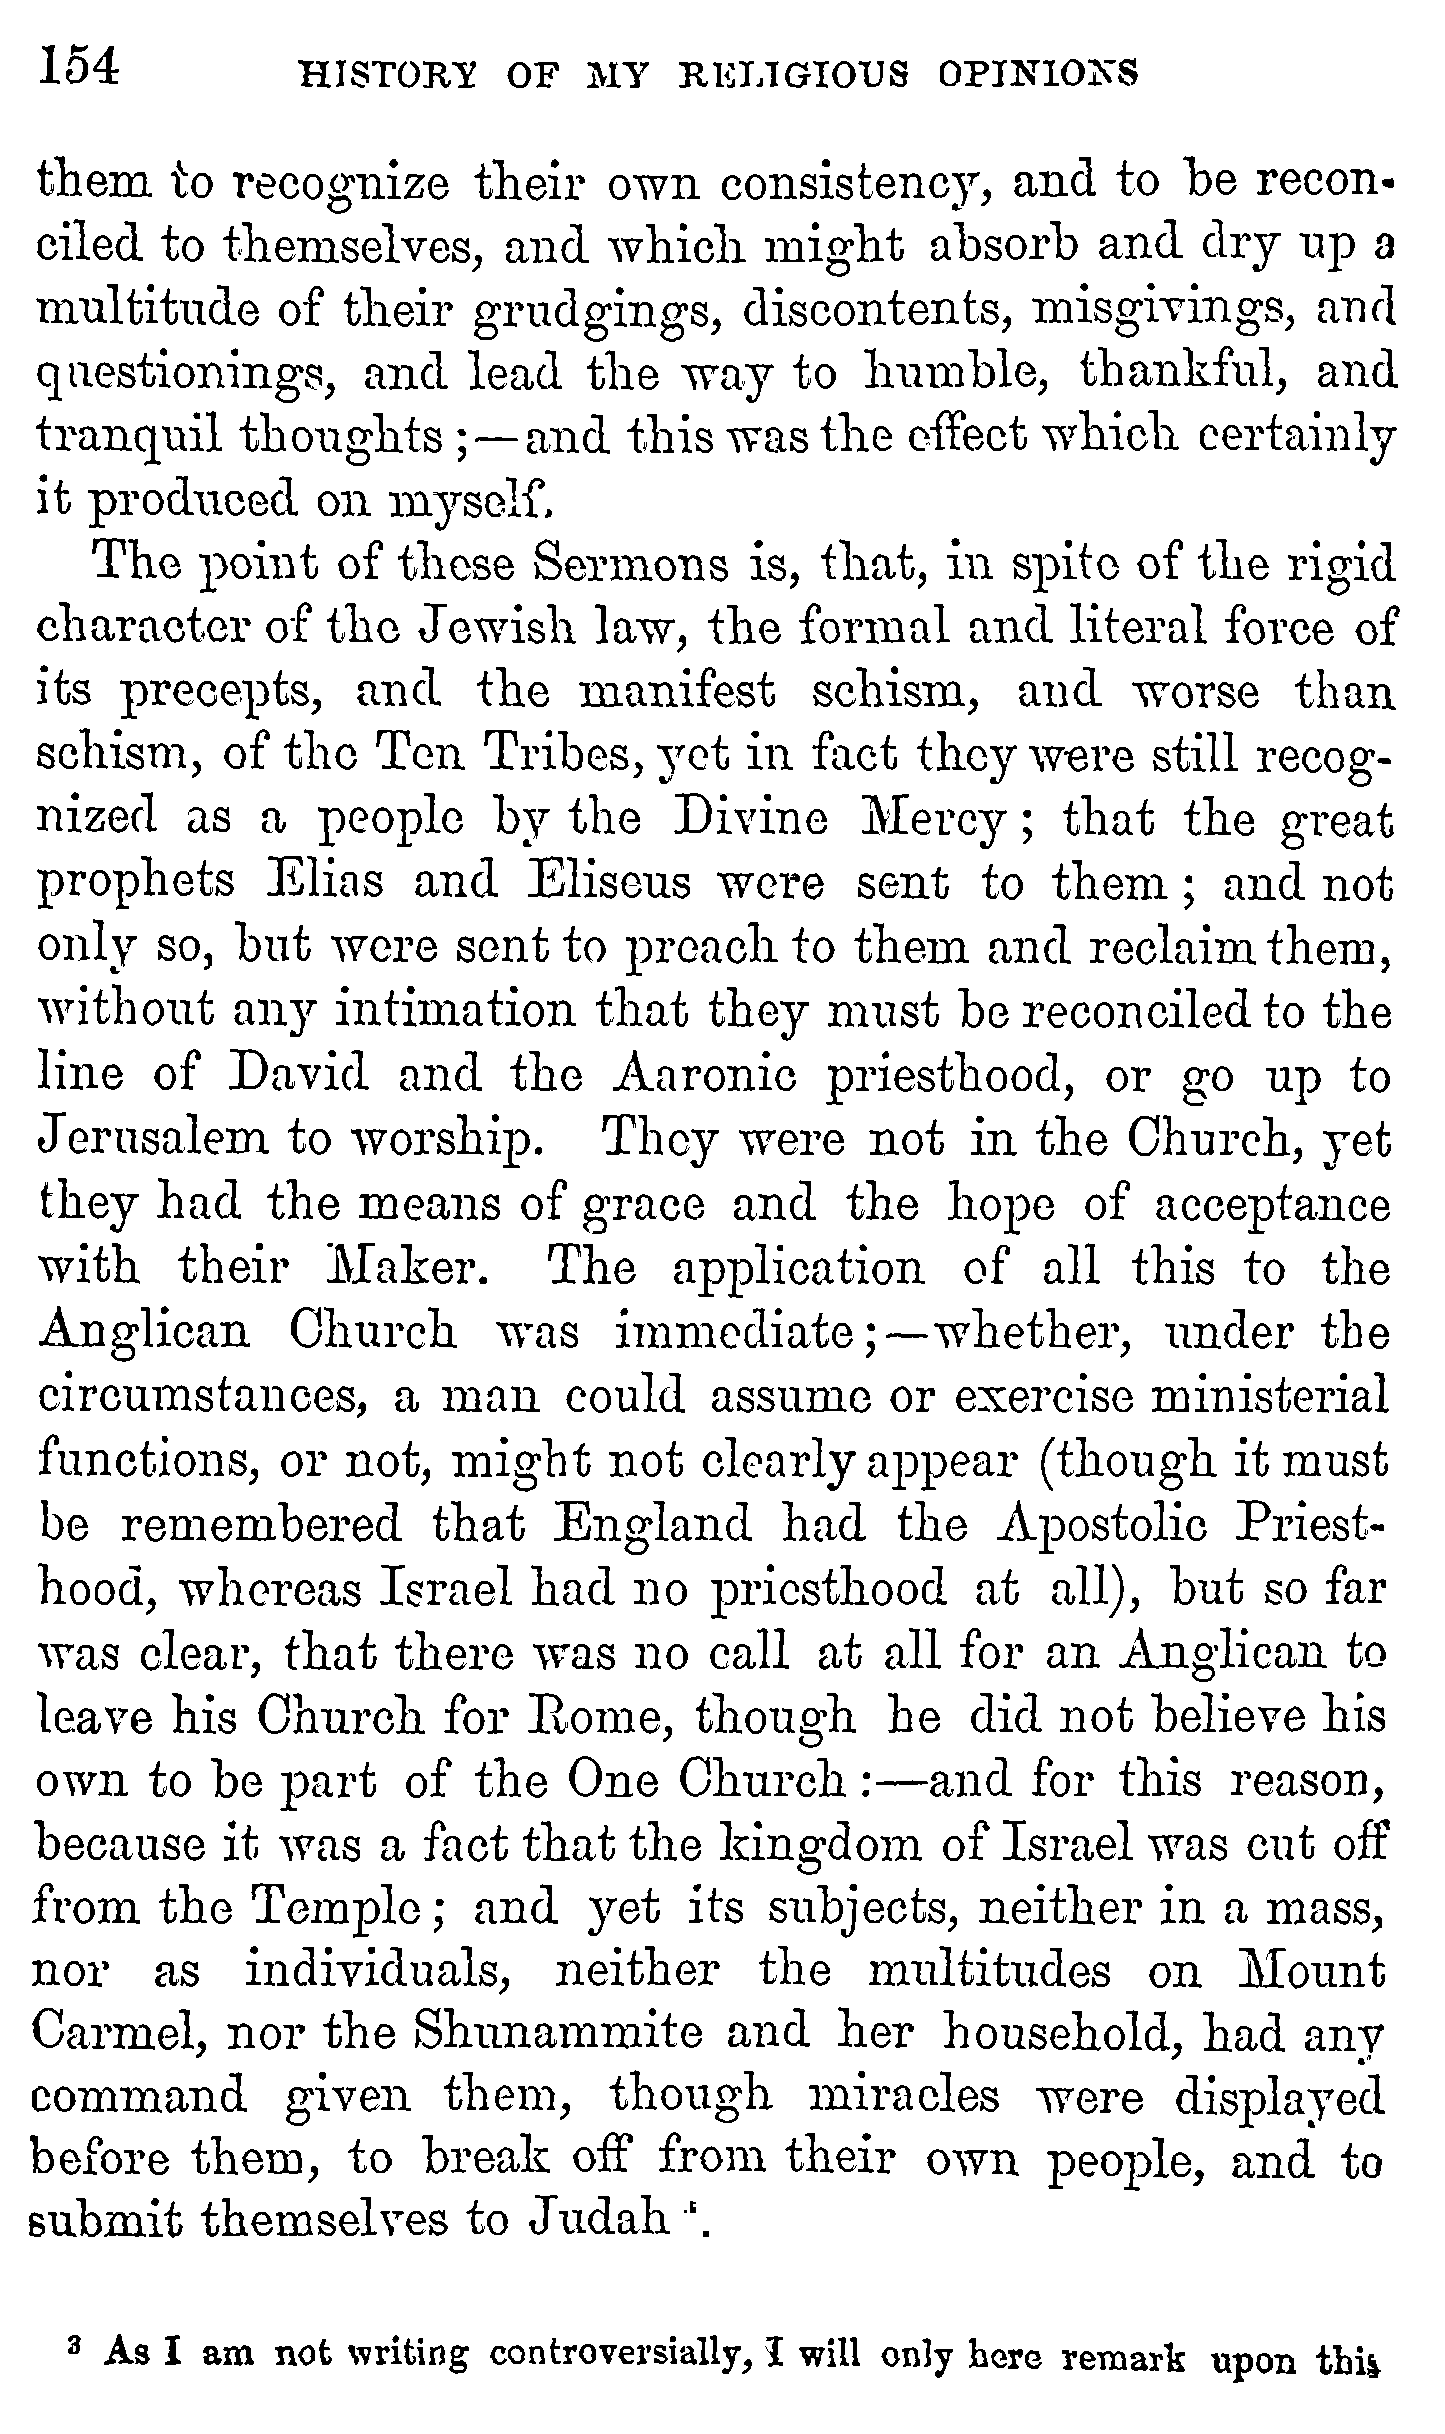 154 HISTORY OF MY RELIGIOUS OPINIONS
them to recognize their own consistency, and to be recon-
ciled to themselves, and which might absorb and dry up a
multitude of their grudgings, discontents, misgivings, and
questionings, and lead the way to humble, thankful, and
tranquil thoughts ;—and this was the effect which certainly
it produced on myself.
The point of these Sermons is, that, in spite of the rigid
character of the Jewish law, the formal and literal force of
its precepts, and the manifest schism, and worse than
schism, of the Ten Tribes, yet in fact they were still recog-
nized as a people by the Divine Mercy ; that the great
prophets Elias and Eliseus were sent to them ; and not
only so, but were sent to preach to them and reclaim them,
without any intimation that they must be reconciled to the
line of David and the Aaronic priesthood, or go up to
Jerusalem to worship. They were not in the Church, yet
they had the means of grace and the hope of acceptance
with their Maker. The application of all this to the
Anglican Church was immediate ;—whether, under the
circumstances, a man could assume or exercise ministerial
functions, or not, might not clearly appear (though it must
be remembered that England had the Apostolic Priest-
hood, whereas Israel had no priesthood at all), but so far
was clear, that there was no call at all for an Anglican to
leave his Church for Rome, though he did not believe his
own to be part of the One Church :—and for this reason,
because it was a fact that the kingdom of Israel was cut off
from the Temple ; and yet its subjects, neither in a mass,
nor as individuals, neither the multitudes on Mount
Carmel, nor the Shunammite and her household, had any
command given them, though miracles were displayed
before them, to break off from their own people, and to
submit themselves to Judah ³.
³ As I am not writing controversially, I will only here remark upon this